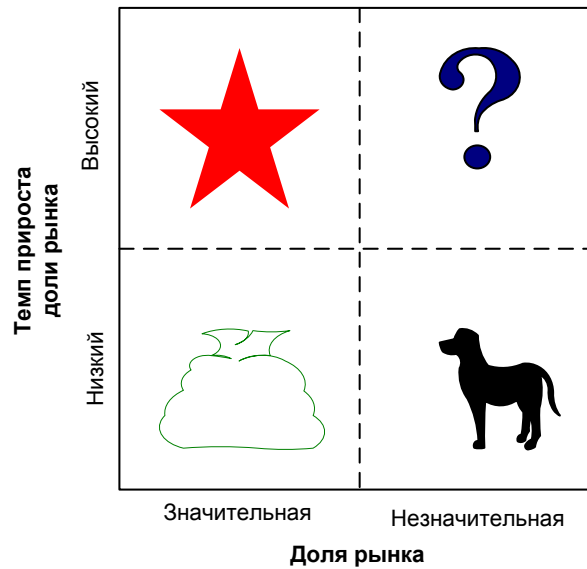 Темп прироста
доли рынка
Высокий
Низкий
?
Значительная
Незначительная
Доля рынка